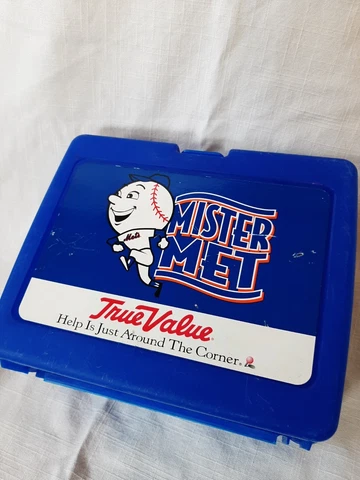 MISTER
MET
Mets
True Value®
Help Is Just Around The Corner.®